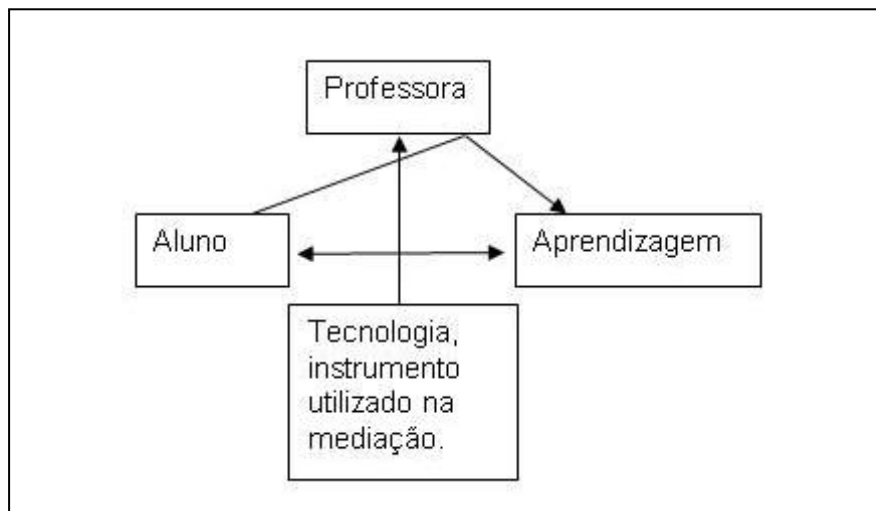 Professora
Aluno
Aprendizagem
Tecnologia,
instrumento
utilizado na
mediação.